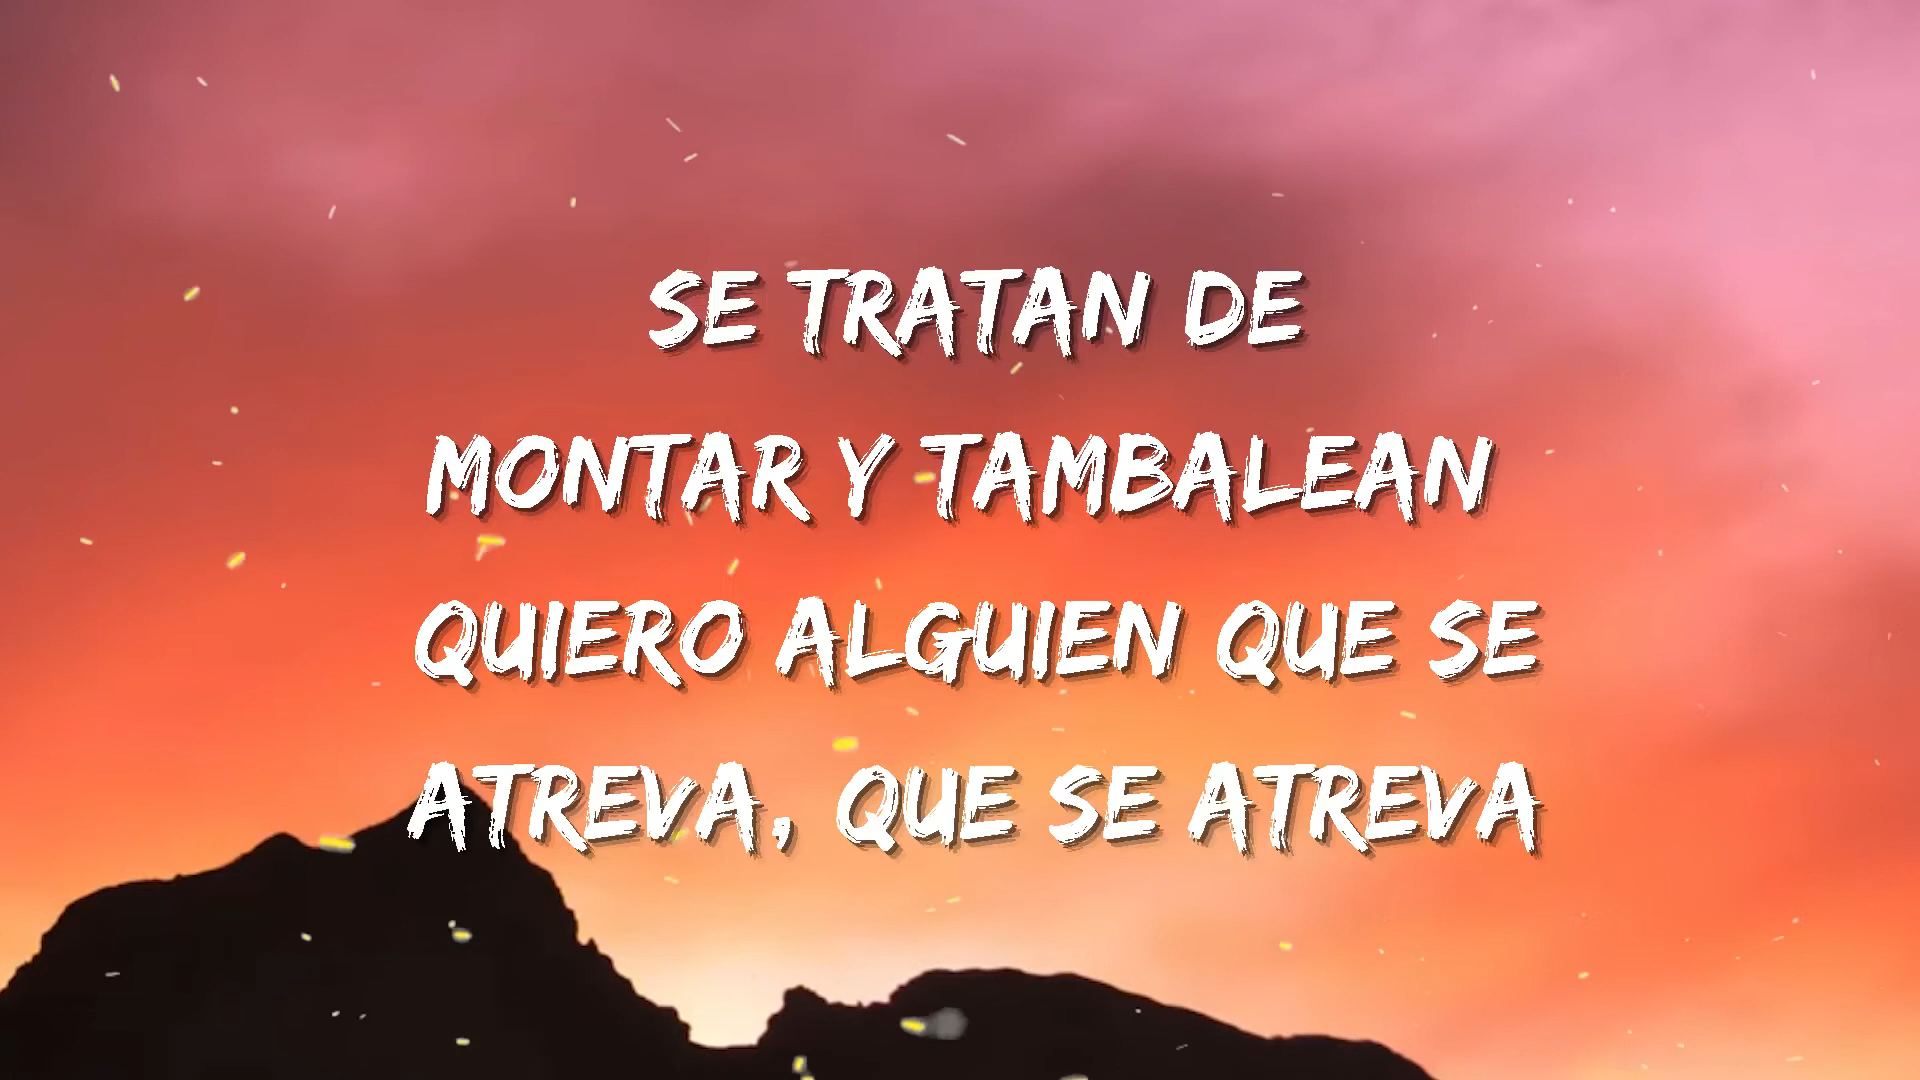 SE TRATAN DE
MONTAR Y TAMBALEAN
QUIERO ALGUIEN QUE SE
ATREVA, QUE SE ATREVA